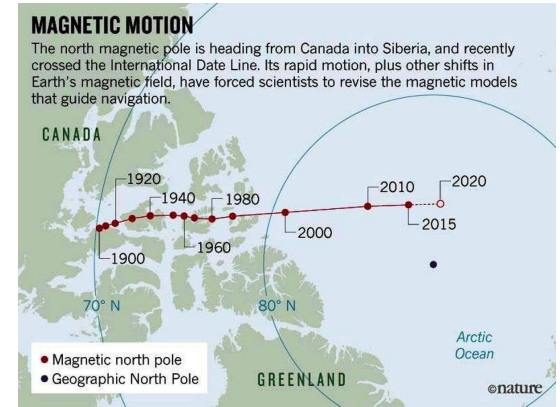 MAGNETIC MOTION
The north magnetic pole is heading from Canada into Siberia, and recently
crossed the International Date Line. Its rapid motion, plus other shifts in
Earth's magnetic field, have forced scientists to revise the magnetic models
that guide navigation.
CANADA
1920
1940
1980
2010
2020
1900
1960
2000
2015
70° N
80° N
Arctic
Ocean
Magnetic north pole
Geographic North Pole
GREENLAND
©nature